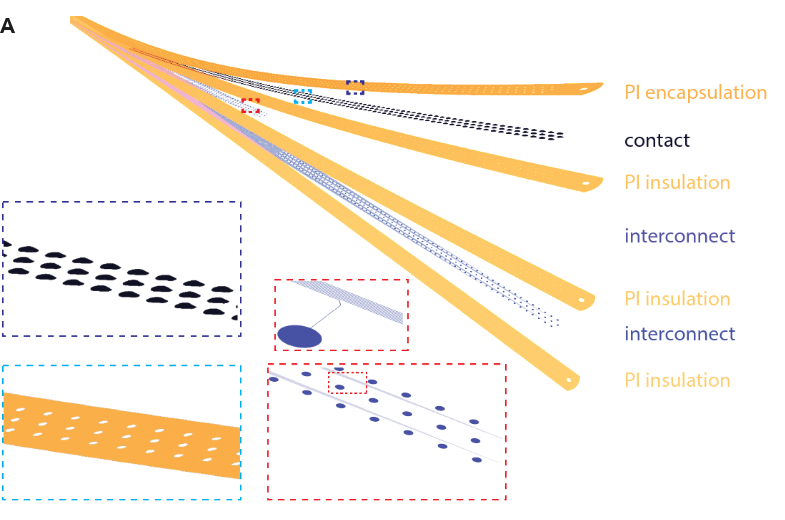 A
PI encapsulation
contact
PI insulation
interconnect
PI insulation
interconnect
PI insulation